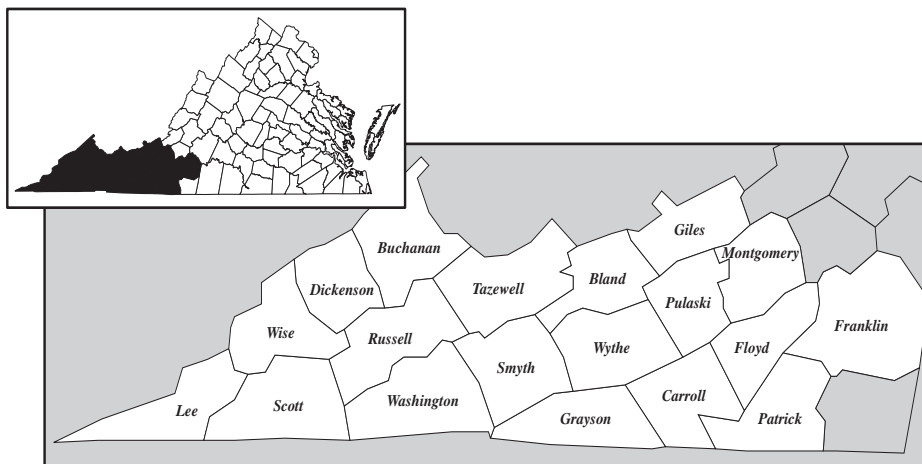 Giles
Buchanan
Montgomery
Dickenson
Tazewell
Bland
Pulaski
Wise
Russell
Wythe
Floyd
Franklin
Smyth
Lee
Scott
Washington
Grayson
Carroll
Patrick